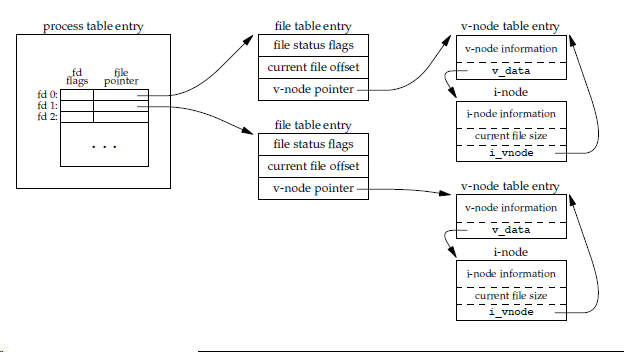 process table entry
fd flags
file pointer
fd 0:
fd 1:
fd 2:
. . .
file table entry
file status flags
current file offset
v-node pointer
file table entry
file status flags
current file offset
v-node pointer
v-node table entry
v-node information
v_data
i-node
i-node information
current file size
i_vnode
v-node table entry
v-node information
v_data
i-node
i-node information
current file size
i_vnode